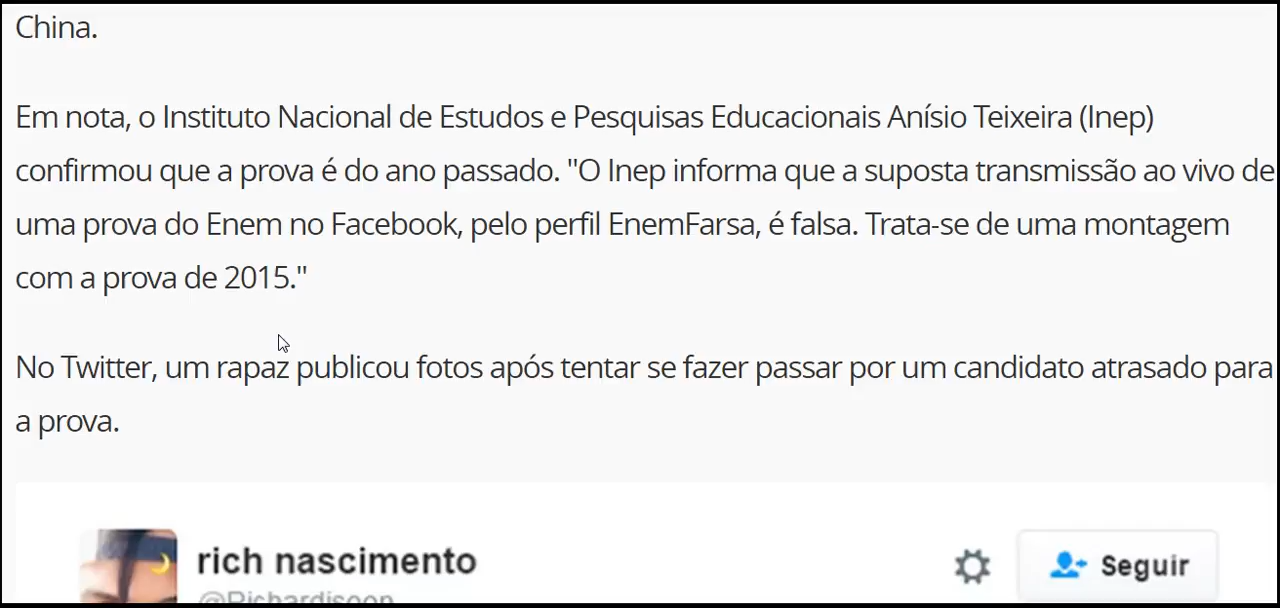 China.
Em nota, o Instituto Nacional de Estudos e Pesquisas Educacionais Anísio Teixeira (Inep)
confirmou que a prova é do ano passado. "O Inep informa que a suposta transmissão ao vivo de
uma prova do Enem no Facebook, pelo perfil EnemFarsa, é falsa. Trata-se de uma montagem
com a prova de 2015."
No Twitter, um rapaz publicou fotos após tentar se fazer passar por um candidato atrasado para
a prova.
rich nascimento
Seguir